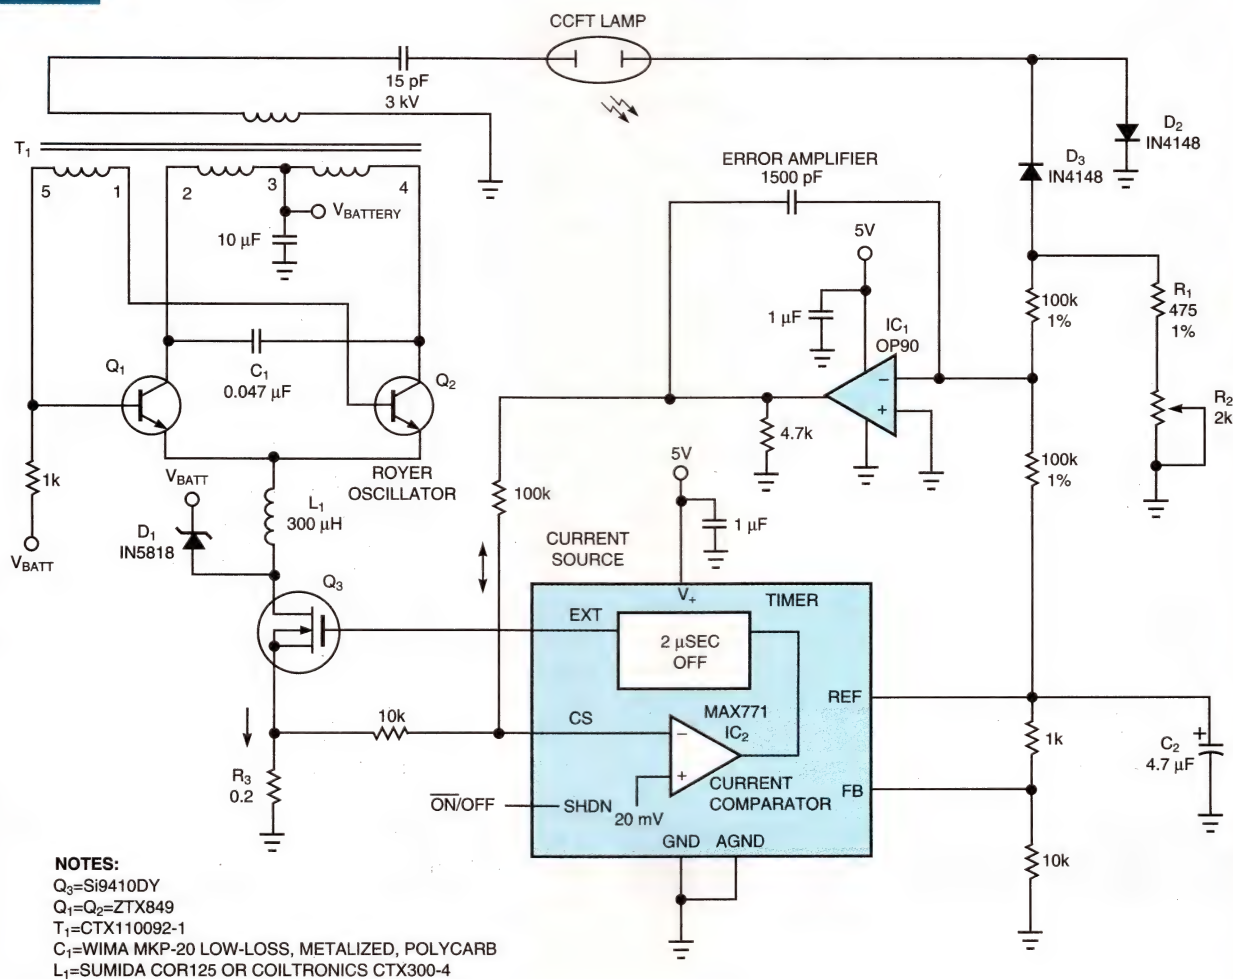 CCFT LAMP
15 pF
3 kV
T1
5
1
2
3
4
VBATTERY
10 µF
D2
IN4148
D3
IN4148
ERROR AMPLIFIER
1500 pF
5V
1 µF
IC1
OP90
100k
1%
R1
475
1%
R2
2k
Q1
C1
0.047 µF
Q2
4.7k
1k
VBATT
VBATT
D1
IN5818
L1
300 µH
ROYER
OSCILLATOR
100k
5V
1 µF
100k
1%
CURRENT
SOURCE
Q3
V+
TIMER
EXT
2 µSEC
OFF
REF
10k
CS
MAX771
IC2
1k
C2
4.7 µF
+
R3
0.2
ON/OFF
SHDN
20 mV
CURRENT
COMPARATOR
FB
GND
AGND
10k
NOTES:
Q3=Si9410DY
Q1=Q2=ZTX849
T1=CTX110092-1
C1=WIMA MKP-20 LOW-LOSS, METALIZED, POLYCARB
L1=SUMIDA COR125 OR COILTRONICS CTX300-4